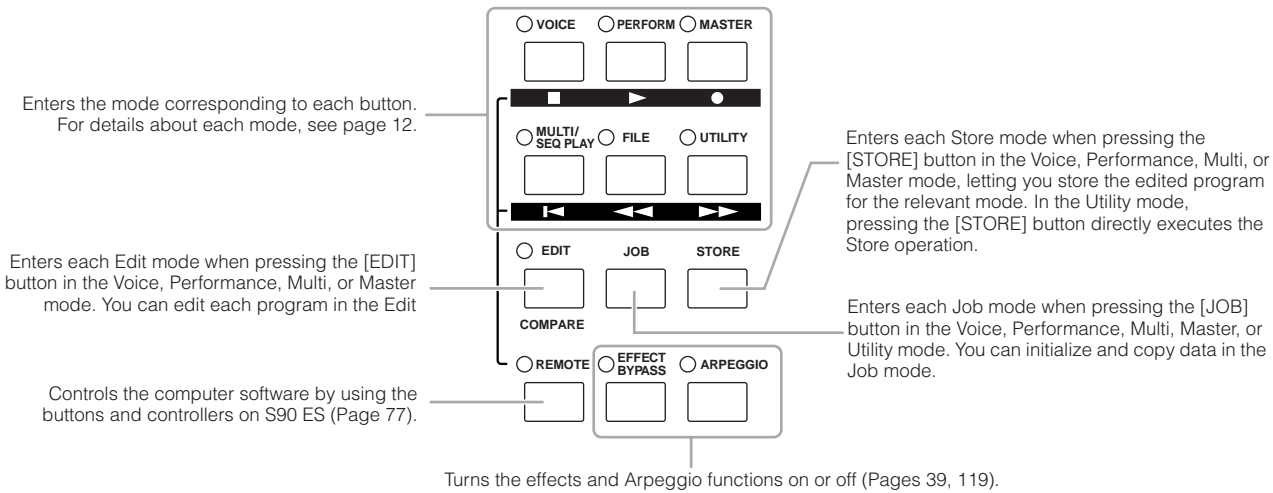 VOICE PERFORM MASTER
Enters the mode corresponding to each button.
For details about each mode, see page 12.
MULTI/
SEQ PLAY FILE UTILITY
Enters each Store mode when pressing the
[STORE] button in the Voice, Performance, Multi, or
Master mode, letting you store the edited program
for the relevant mode. In the Utility mode,
pressing the [STORE] button directly executes the
Store operation.
EDIT JOB STORE
Enters each Edit mode when pressing the [EDIT]
button in the Voice, Performance, Multi, or Master
mode. You can edit each program in the Edit
COMPARE
Enters each Job mode when pressing the [JOB]
button in the Voice, Performance, Multi, Master, or
Utility mode. You can initialize and copy data in the
Job mode.
REMOTE EFFECT
BYPASS ARPEGGIO
Controls the computer software by using the
buttons and controllers on S90 ES (Page 77).
Turns the effects and Arpeggio functions on or off (Pages 39, 119).